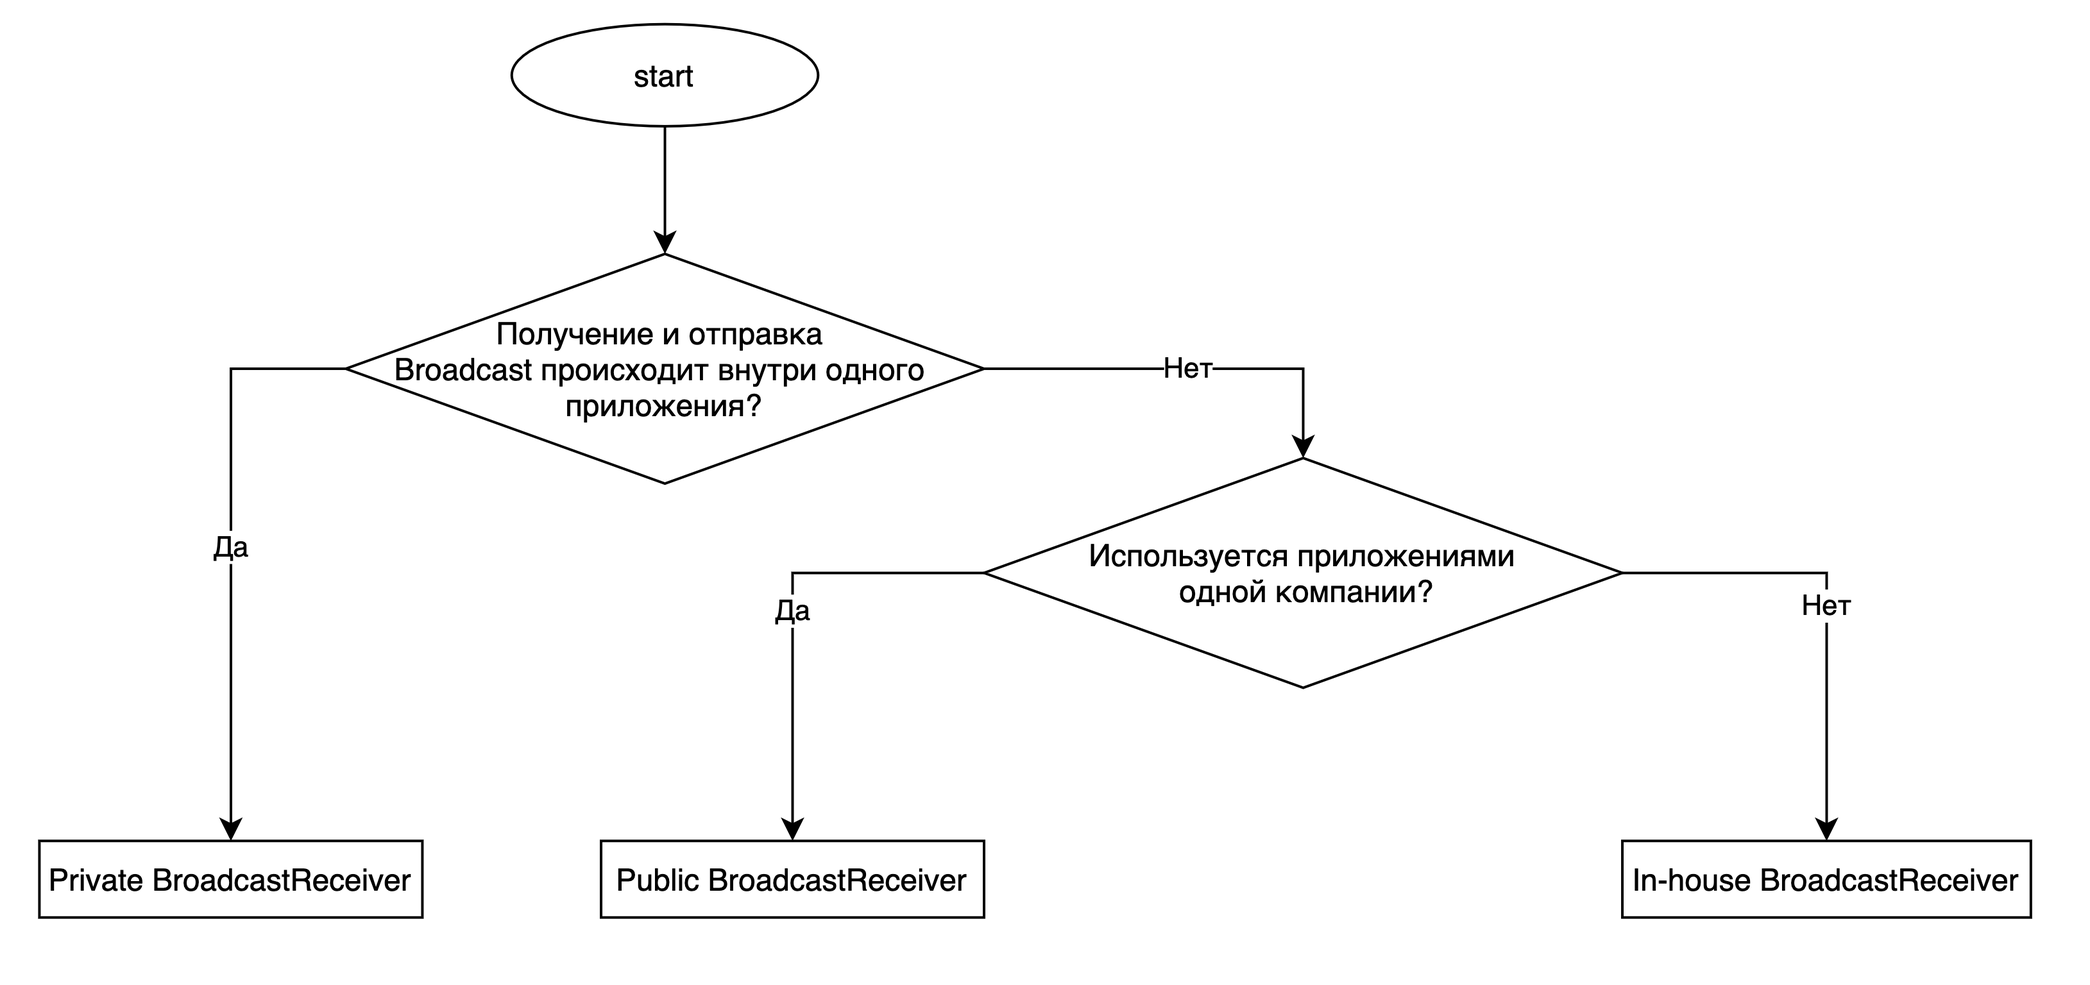 start
Получение и отправка
Broadcast происходит внутри одного
приложения?
Нет
Да
Используется приложениями
одной компании?
Да
Нет
Private BroadcastReceiver
Public BroadcastReceiver
In-house BroadcastReceiver